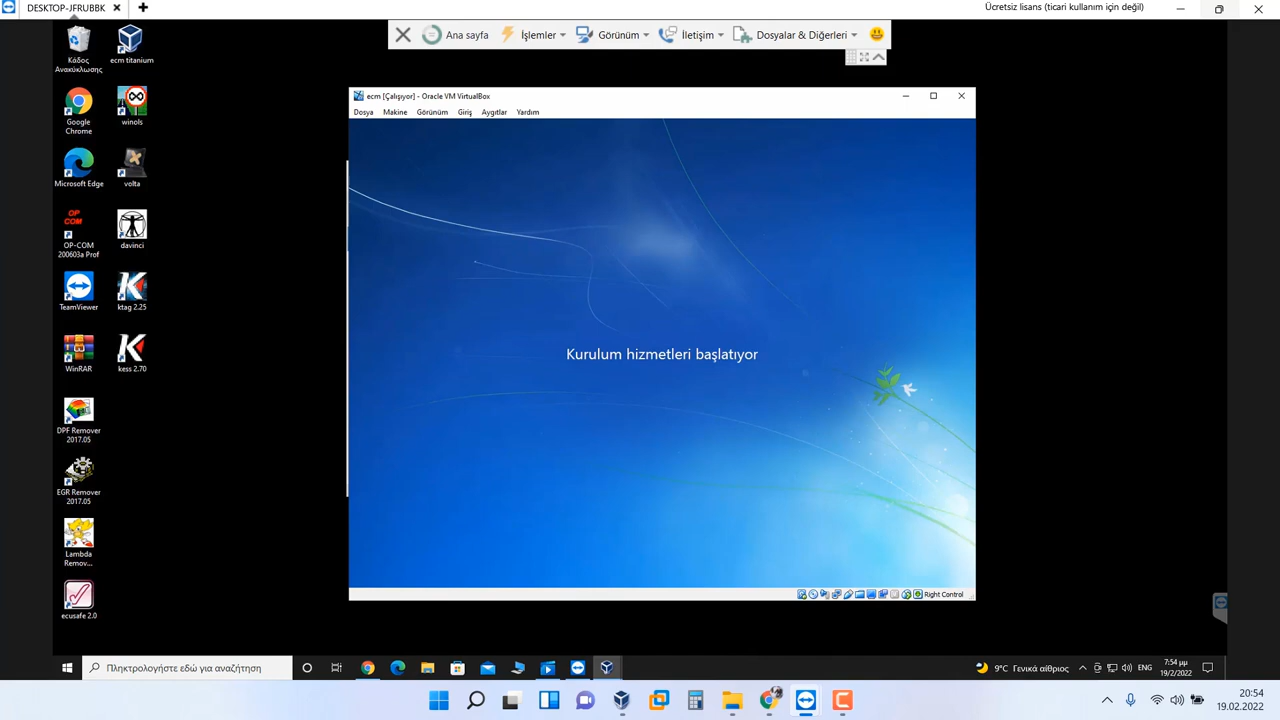 DESKTOP-JFRUBBK
Ücretsiz lisans (ticari kullanım için değil)
Ana sayfa
İşlemler
Görünüm
İletişim
Dosyalar & Diğerleri
Κάδος
Ανακύκλωσης
ecm titanium
Google
Chrome
winols
Microsoft Edge
volta
OP
COM
OP-COM
200603a Prof
davinci
TeamViewer
ktag 2.25
WinRAR
kess 2.70
DPF Remover
2017.05
EGR Remover
2017.05
Lambda
Remov...
ecusafe 2.0
ecm [Çalışıyor] - Oracle VM VirtualBox
Dosya
Makine
Görünüm
Giriş
Aygıtlar
Yardım
Kurulum hizmetleri başlatıyor
Right Control
Πληκτρολογήστε εδώ για αναζήτηση
9°C Γενικά αίθριος
ENG
7:54 μμ
19/2/2022
20:54
19.02.2022